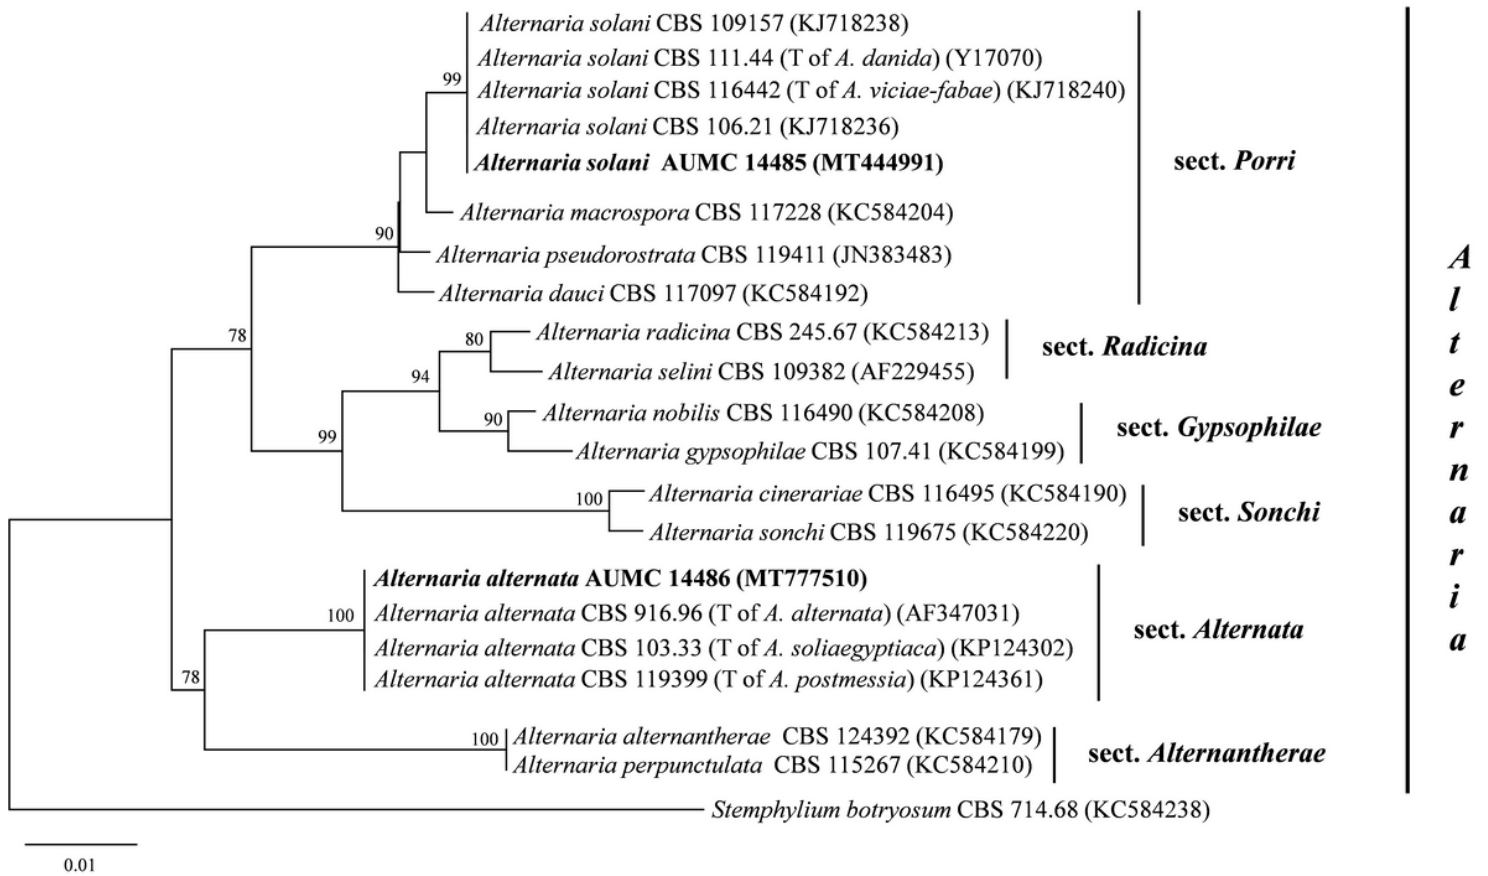 Alternaria solani CBS 109157 (KJ718238)
Alternaria solani CBS 111.44 (T of A. danida) (Y17070)
99
Alternaria solani CBS 116442 (T of A. viciae-fabae) (KJ718240)
Alternaria solani CBS 106.21 (KJ718236)
Alternaria solani AUMC 14485 (MT444991)
sect. Porri
Alternaria macrospora CBS 117228 (KC584204)
90
Alternaria pseudorostrata CBS 119411 (JN383483)
Alternaria dauci CBS 117097 (KC584192)
78
Alternaria radicina CBS 245.67 (KC584213)
80
sect. Radicina
Alternaria selini CBS 109382 (AF229455)
94
Alternaria nobilis CBS 116490 (KC584208)
90
sect. Gypsophilae
Alternaria gypsophilae CBS 107.41 (KC584199)
99
Alternaria cinerariae CBS 116495 (KC584190)
100
sect. Sonchi
Alternaria sonchi CBS 119675 (KC584220)
Alternaria alternata AUMC 14486 (MT777510)
Alternaria alternata CBS 916.96 (T of A. alternata) (AF347031)
100
sect. Alternata
Alternaria alternata CBS 103.33 (T of A. soliaegyptiaca) (KP124302)
Alternaria alternata CBS 119399 (T of A. postmessia) (KP124361)
78
Alternaria alternantherae CBS 124392 (KC584179)
100
sect. Alternantherae
Alternaria perpunctulata CBS 115267 (KC584210)
Stemphylium botryosum CBS 714.68 (KC584238)
0.01
Alternaria